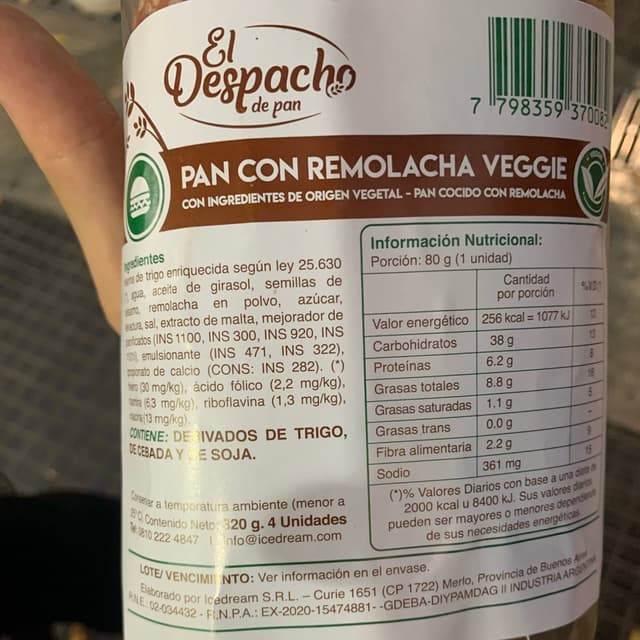 El
Despacho
de pan
7 798359 37008
PAN CON REMOLACHA VEGGIE
CON INGREDIENTES DE ORIGEN VEGETAL - PAN COCIDO CON REMOLACHA
de trigo enriquecida según ley 25.630
agua, aceite de girasol, semillas de
remolacha en polvo, azúcar,
sal, extracto de malta, mejorador de
(INS 1100, INS 300, INS 920, INS
emulsionante (INS 471, INS 322),
de calcio (CONS: INS 282). (*)
(30 mg/kg), ácido fólico (2,2 mg/kg),
(6,3 mg/kg), riboflavina (1,3 mg/kg),
(13 mg/kg).
CONTIENE: DERIVADOS DE TRIGO,
DE CEBADA Y DE SOJA.
Conservar a temperatura ambiente (menor a
25°C). Contenido Neto: 320 g. 4 Unidades
Tel: 0810 222 4847 | info@icedream.com
Información Nutricional:
Porción: 80 g (1 unidad)
Cantidad
por porción
Valor energético 256 kcal = 1077 kJ 13
Carbohidratos 38 g 13
Proteínas 6.2 g 8
Grasas totales 8.8 g 16
Grasas saturadas 1.1 g 5
Grasas trans 0.0 g -
Fibra alimentaria 2.2 g 9
Sodio 361 mg 15
(*)% Valores Diarios con base a una dieta de
2000 kcal u 8400 kJ. Sus valores diarios
pueden ser mayores o menores dependiendo
de sus necesidades energéticas.
LOTE/ VENCIMIENTO: Ver información en el envase.
Elaborado por Icedream S.R.L. – Curie 1651 (CP 1722) Merlo, Provincia de Buenos Aires
R.N.E.: 02-034432 - R.N.P.A.: EX-2020-15474881- -GDEBA-DIYPAMDAG II INDUSTRIA ARGENTINA